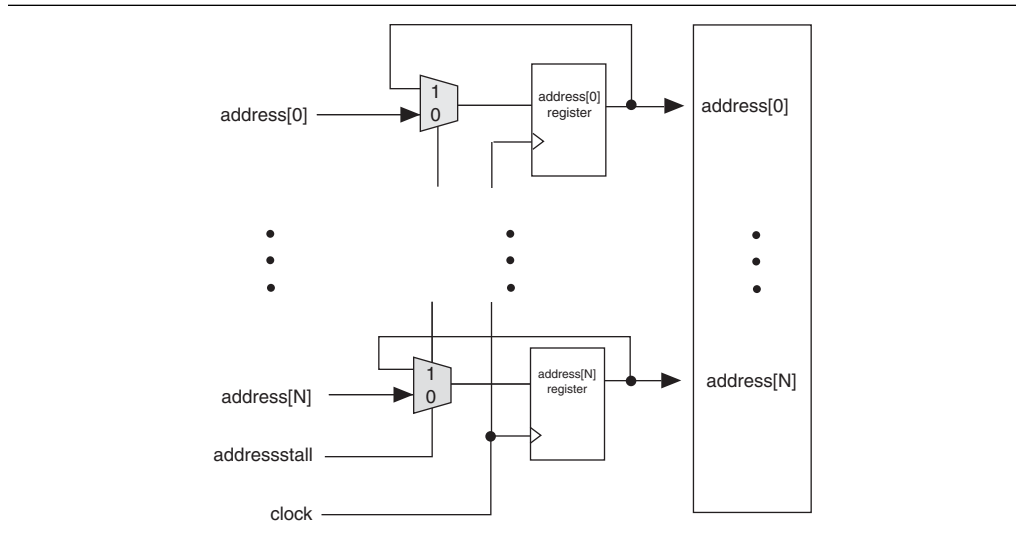 1
0
address[0]
address[0]
register
address[0]
1
0
address[N]
address[N]
register
address[N]
addressstall
clock